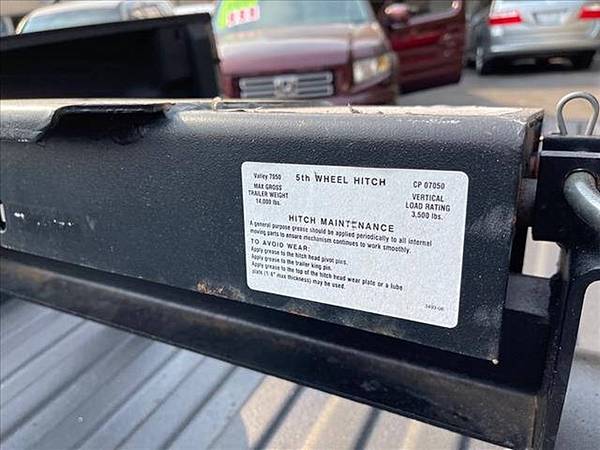 Valley 7050 5th WHEEL HITCH CP 07050
MAX GROSS
TRAILER WEIGHT
14,000 lbs.
VERTICAL
LOAD RATING
3,500 lbs.
HITCH MAINTENANCE
A general purpose grease should be applied periodically to all internal
moving parts to ensure mechanism continues to work smoothly.
TO AVOID WEAR:
Apply grease to the hitch head pivot pins.
Apply grease to the trailer king pin.
Apply grease to the top of the hitch head wear plate or a lube
plate (1/4" max thickness) may be used.